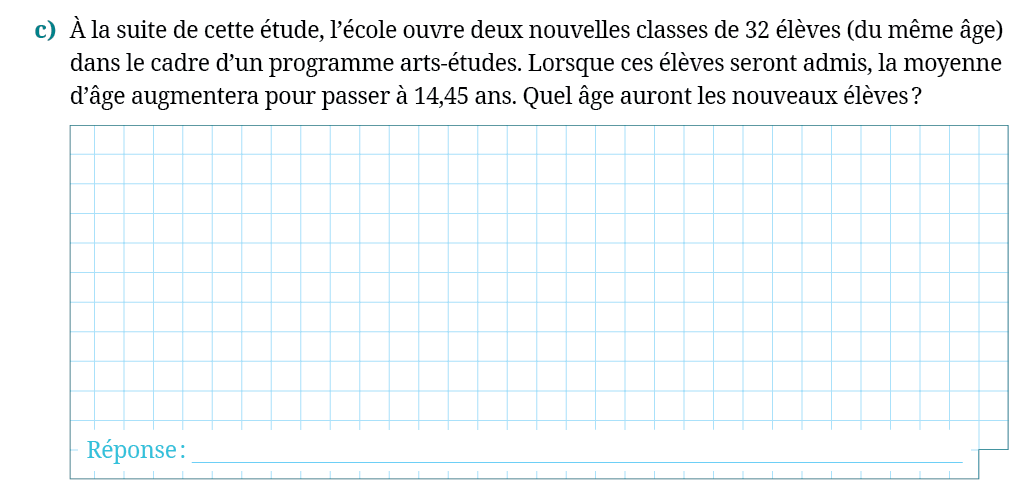 c) À la suite de cette étude, l’école ouvre deux nouvelles classes de 32 élèves (du même âge)
dans le cadre d’un programme arts-études. Lorsque ces élèves seront admis, la moyenne
d’âge augmentera pour passer à 14,45 ans. Quel âge auront les nouveaux élèves ?
Réponse :